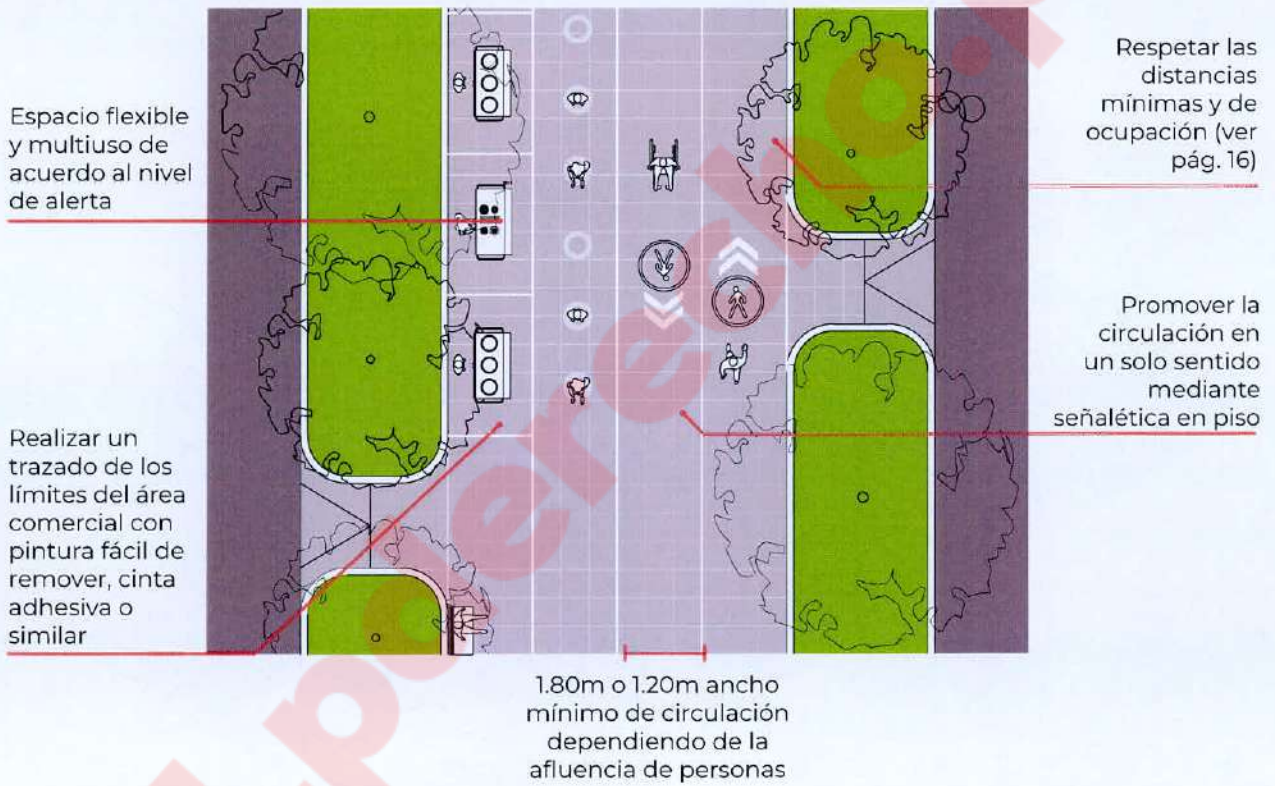 Espacio flexible
y multiuso de
acuerdo al nivel
de alerta
Realizar un
trazado de los
límites del área
comercial con
pintura fácil de
remover, cinta
adhesiva o
similar
Respetar las
distancias
mínimas y de
ocupación (ver
pág. 16)
Promover la
circulación en
un solo sentido
mediante
señalética en piso
1.80m o 1.20m ancho
mínimo de circulación
dependiendo de la
afluencia de personas